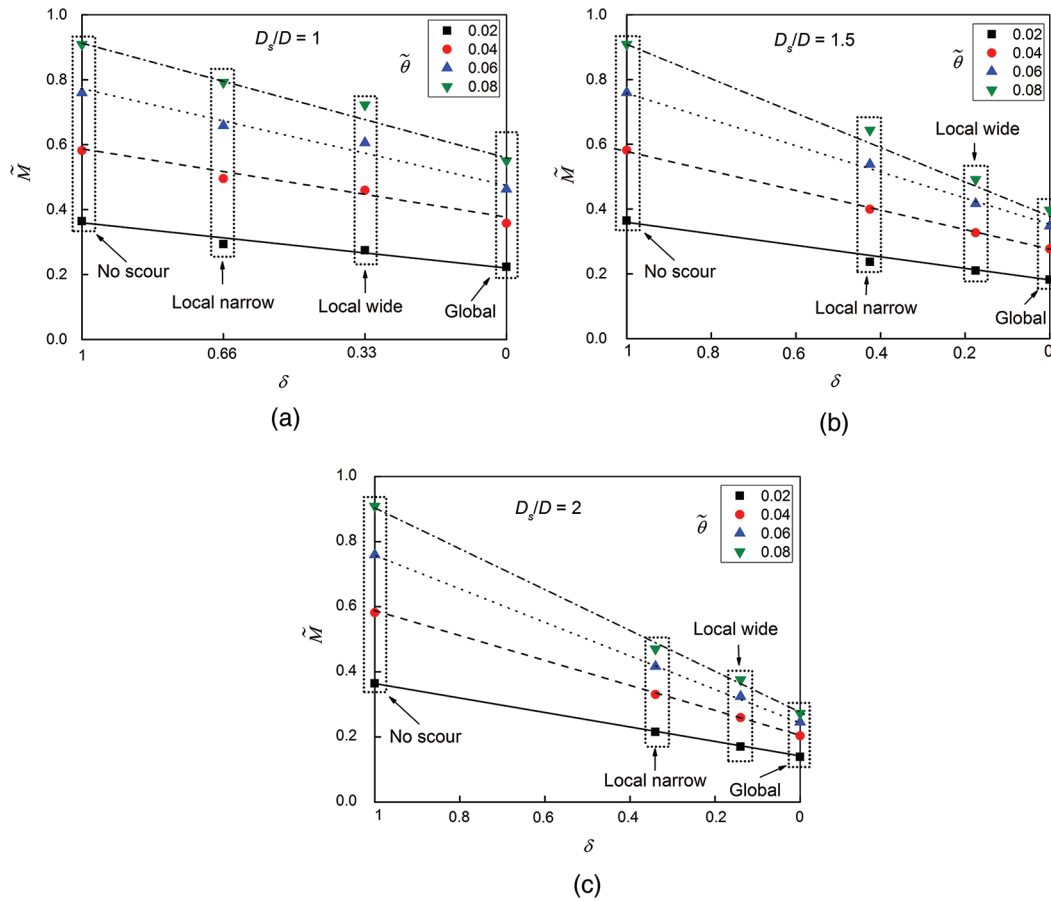 1.0
0.8
0.6
0.4
0.2
0.0
M̃
Ds/D = 1
θ̃
0.02
0.04
0.06
0.08
No scour
Local narrow
Local wide
Global
1
0.66
0.33
0
δ
(a)
1.0
0.8
0.6
0.4
0.2
0.0
M̃
Ds/D = 1.5
θ̃
0.02
0.04
0.06
0.08
Local wide
No scour
Local narrow
Global
1
0.8
0.6
0.4
0.2
0
δ
(b)
1.0
0.8
0.6
0.4
0.2
0.0
M̃
Ds/D = 2
θ̃
0.02
0.04
0.06
0.08
Local wide
No scour
Local narrow
Global
1
0.8
0.6
0.4
0.2
0
δ
(c)